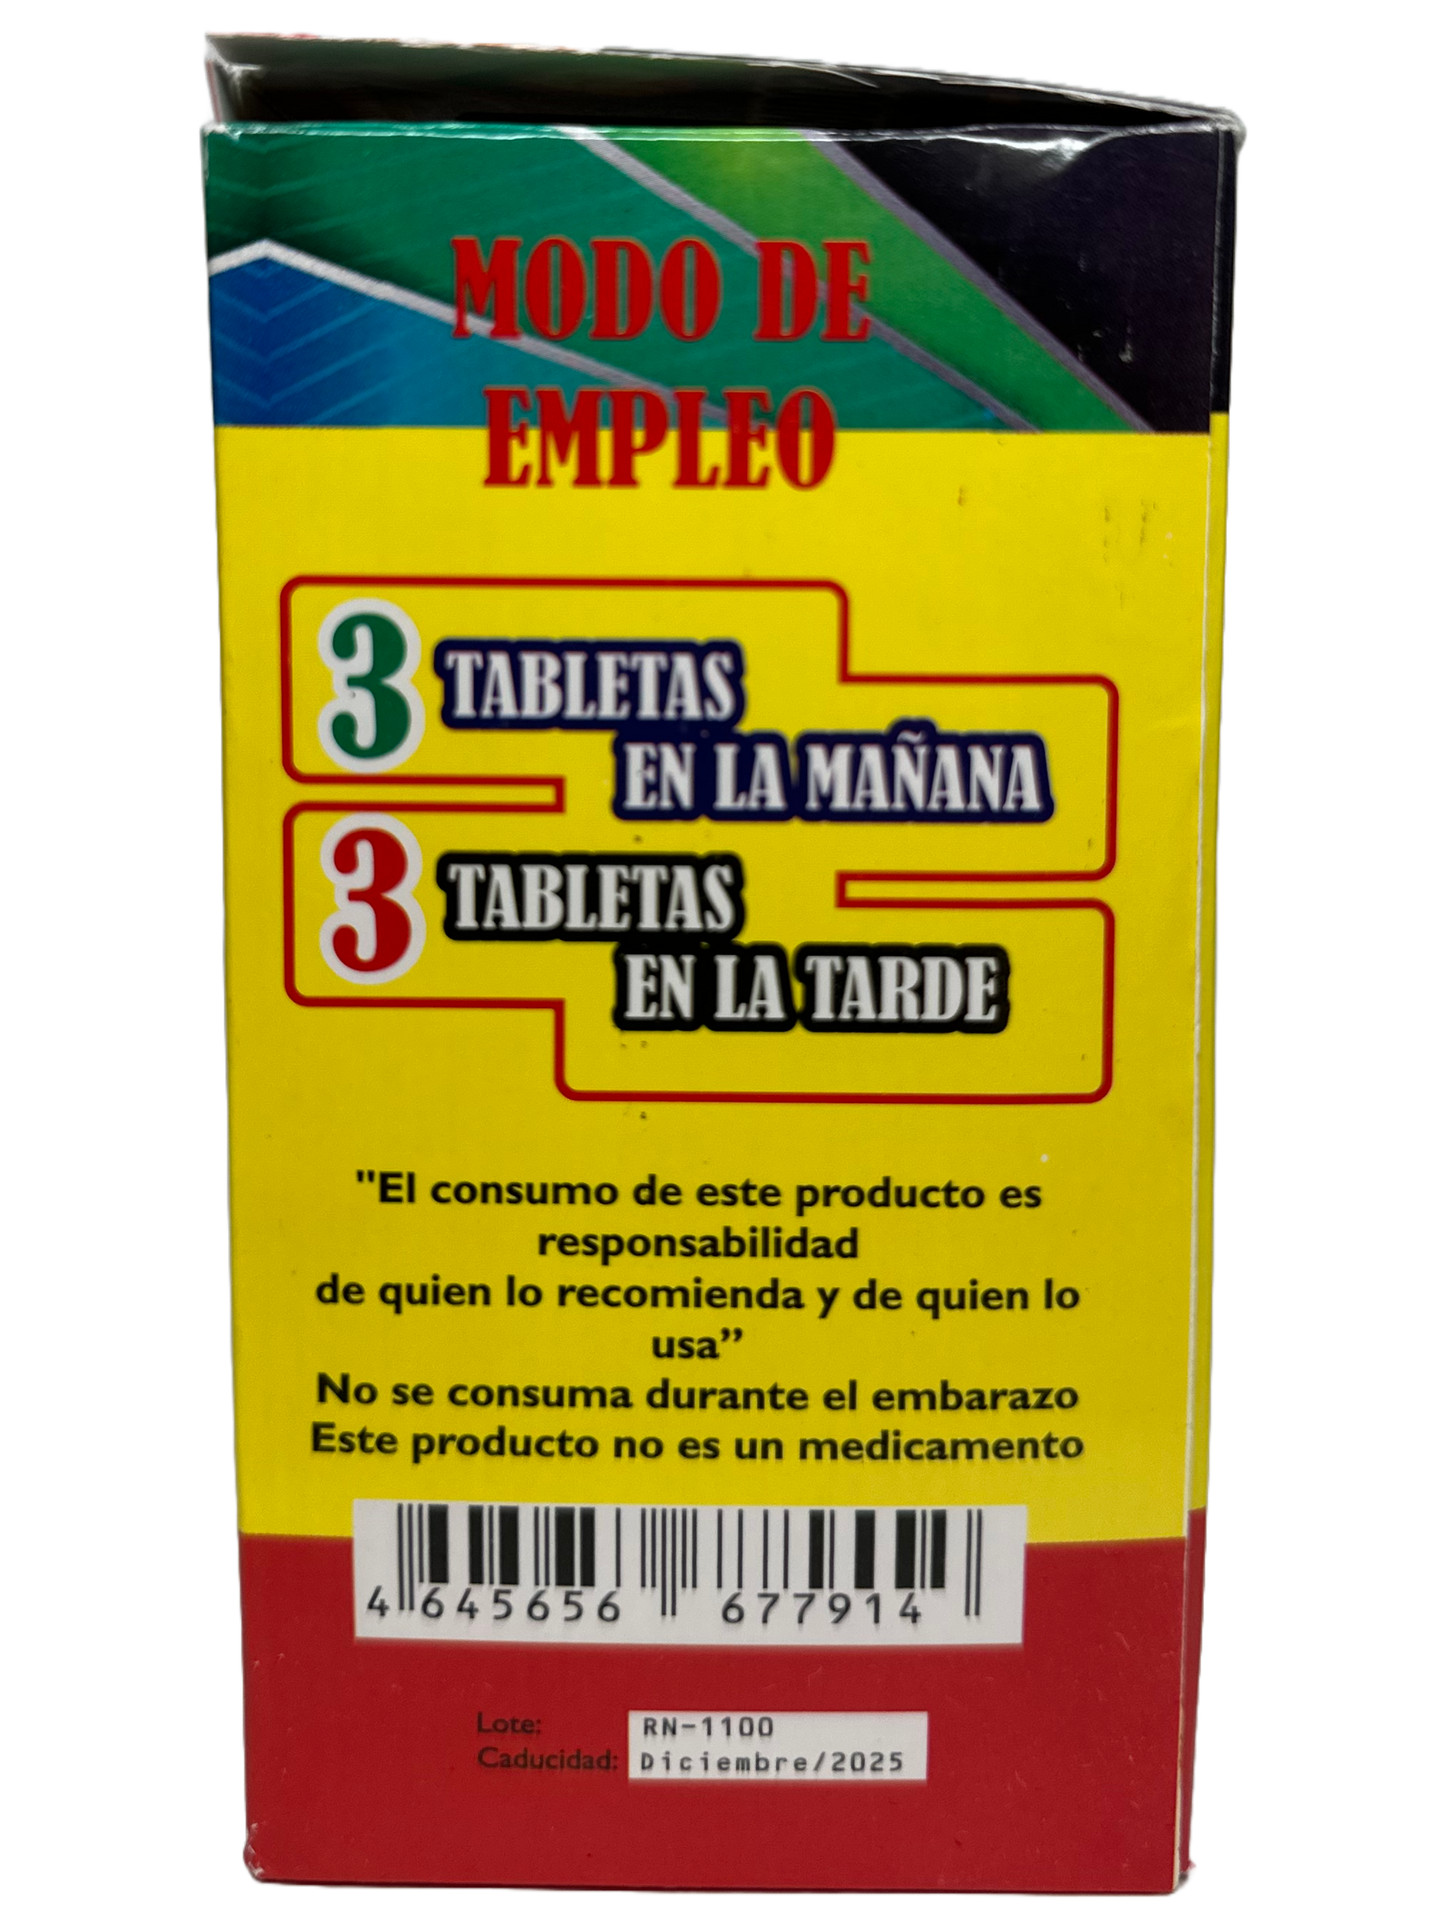 MODO DE
EMPLEO
3 TABLETAS
EN LA MAÑANA
3 TABLETAS
EN LA TARDE
"El consumo de este producto es
responsabilidad
de quien lo recomienda y de quien lo
usa”
No se consuma durante el embarazo
Este producto no es un medicamento
4 645656 677914
Lote: RN-1100
Caducidad: Diciembre/2025